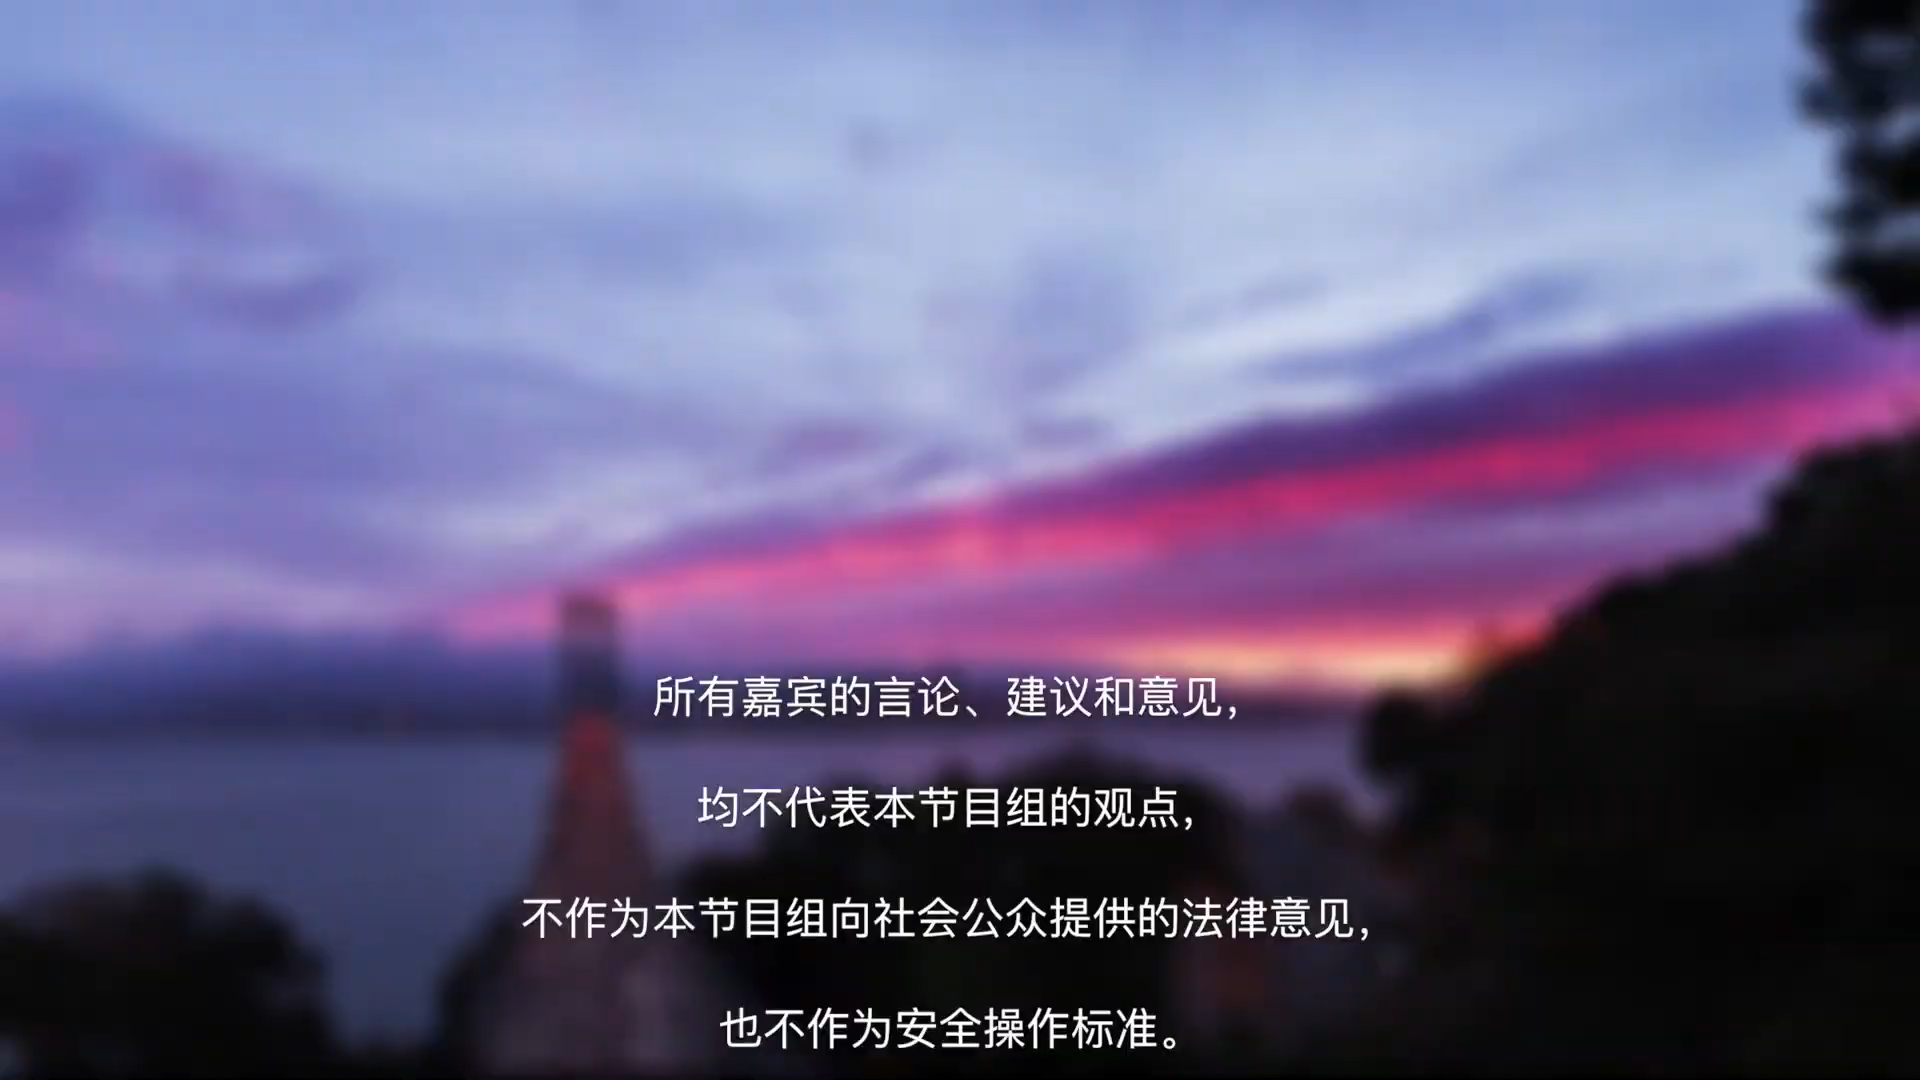 所有嘉宾的言论、建议和意见，
均不代表本节目组的观点，
不作为本节目组向社会公众提供的法律意见，
也不作为安全操作标准。